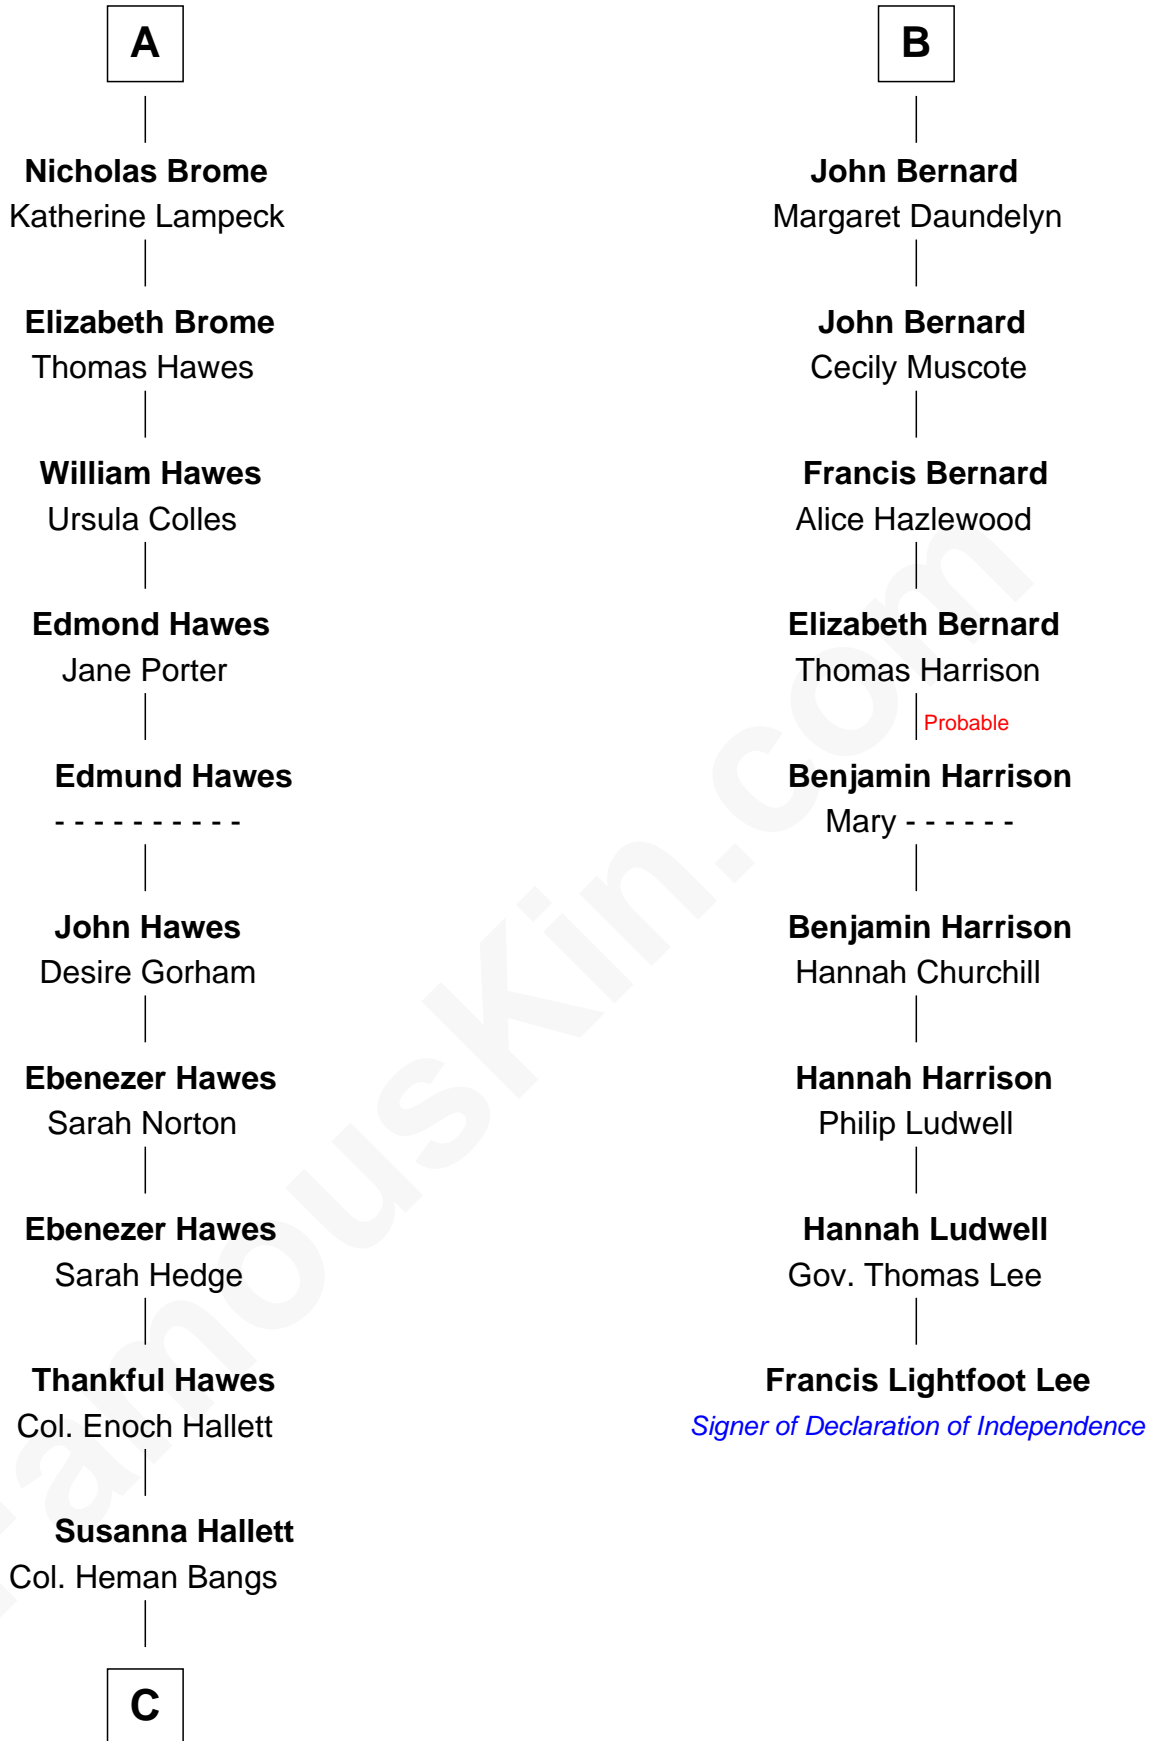 A
Nicholas Brome
Katherine Lampeck
Elizabeth Brome
Thomas Hawes
William Hawes
Ursula Colles
Edmond Hawes
Jane Porter
Edmund Hawes
- - - - - - - - - -
John Hawes
Desire Gorham
Ebenezer Hawes
Sarah Norton
Ebenezer Hawes
Sarah Hedge
Thankful Hawes
Col. Enoch Hallett
Susanna Hallett
Col. Heman Bangs
C
B
John Bernard
Margaret Daundelyn
John Bernard
Cecily Muscote
Francis Bernard
Alice Hazlewood
Elizabeth Bernard
Thomas Harrison
Probable
Benjamin Harrison
Mary - - - - - -
Benjamin Harrison
Hannah Churchill
Hannah Harrison
Philip Ludwell
Hannah Ludwell
Gov. Thomas Lee
Francis Lightfoot Lee
Signer of Declaration of Independence
FamousKin.com